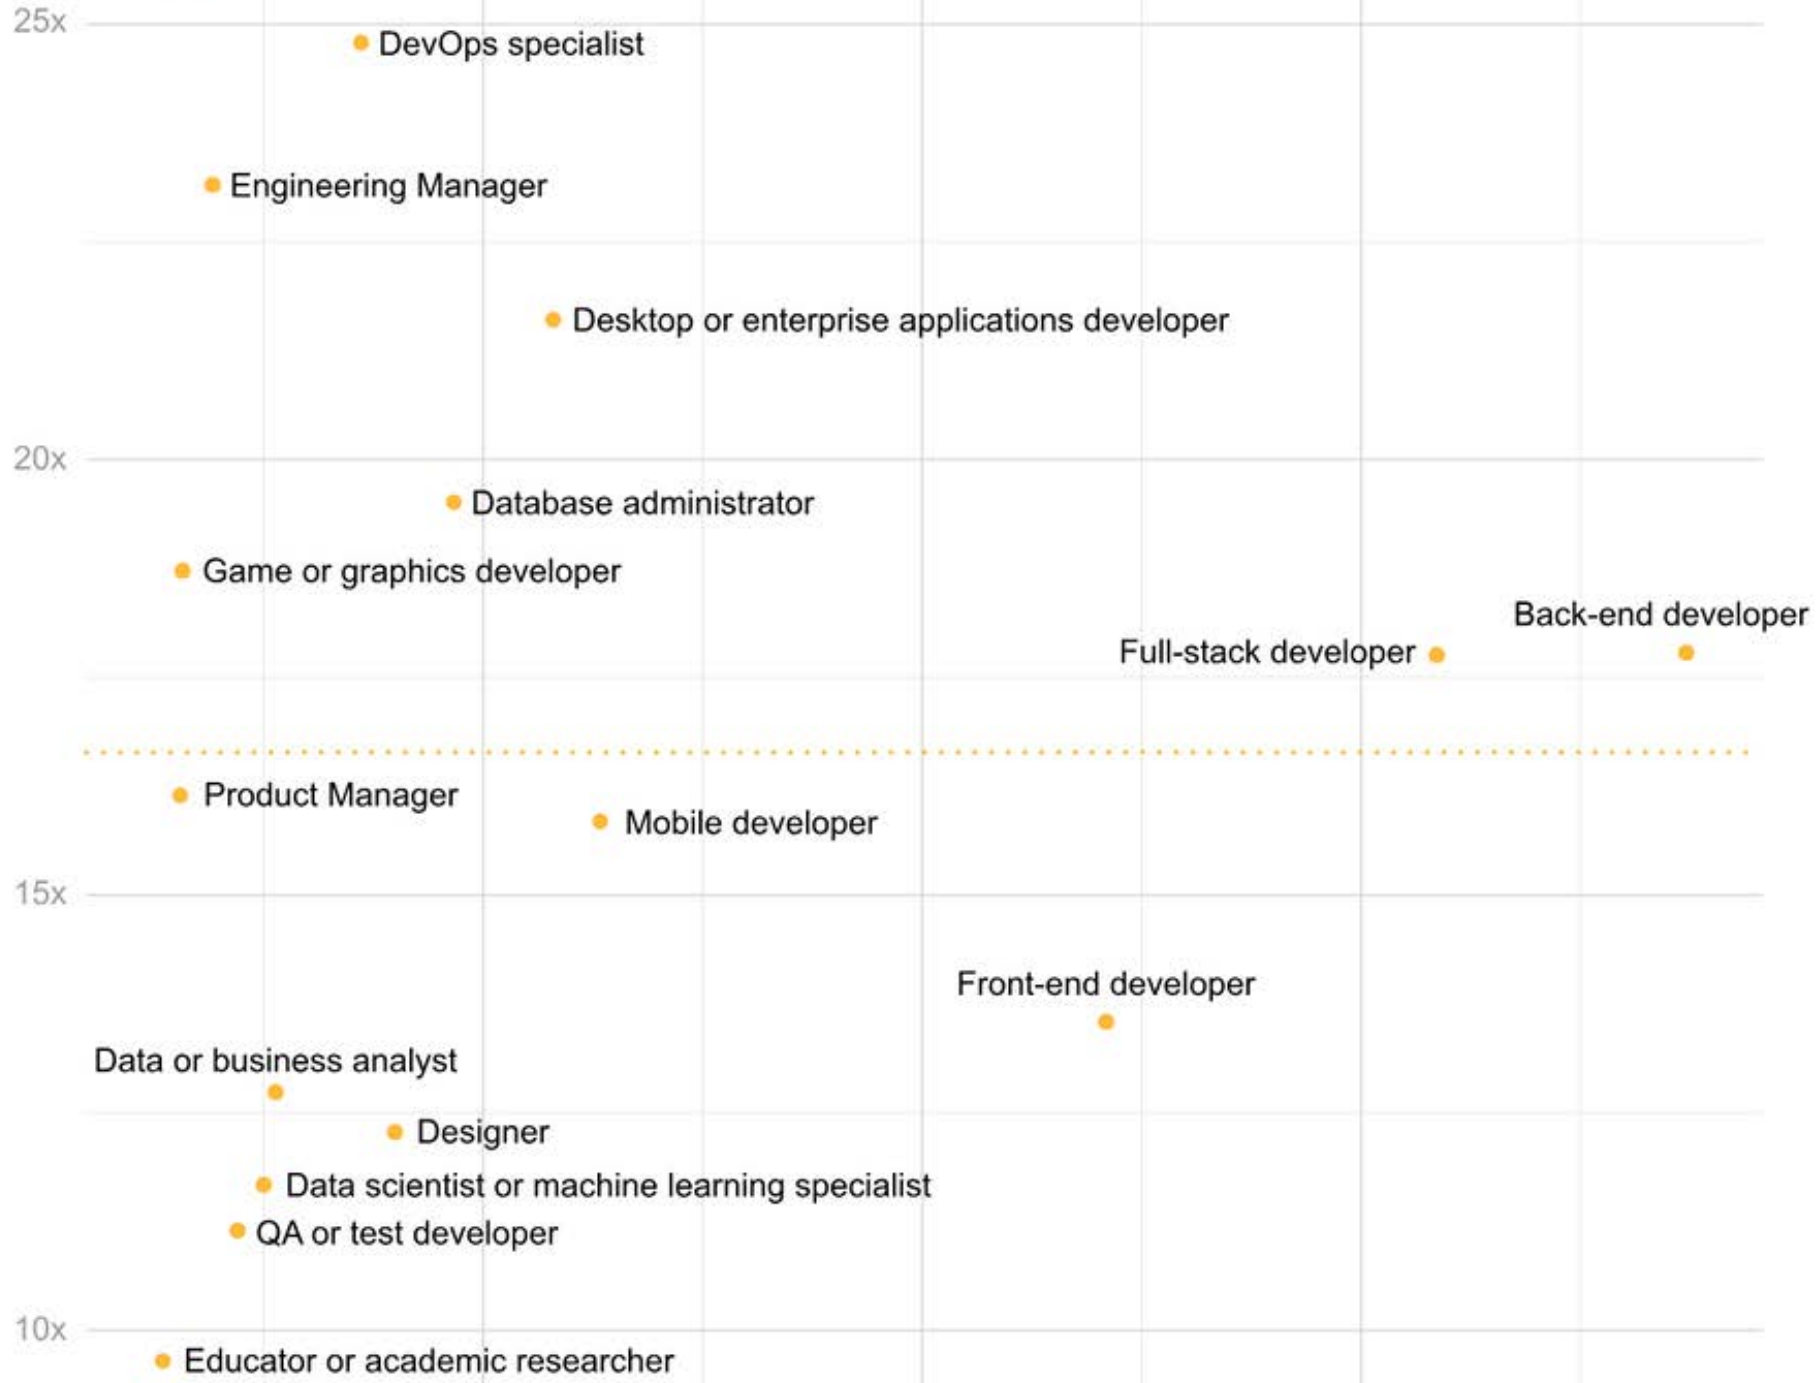 25x
DevOps specialist
Engineering Manager
Desktop or enterprise applications developer
20x
Database administrator
Game or graphics developer
Back-end developer
Full-stack developer
Product Manager
Mobile developer
15x
Front-end developer
Data or business analyst
Designer
Data scientist or machine learning specialist
QA or test developer
10x
Educator or academic researcher